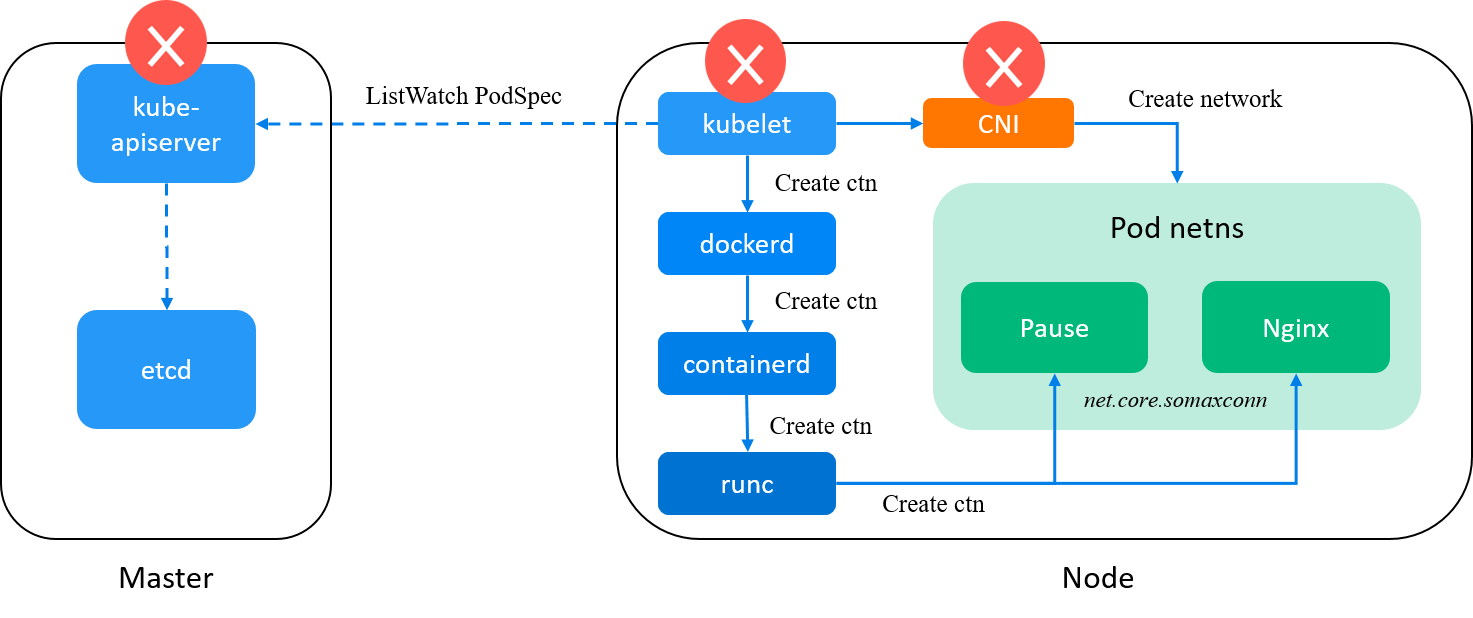 kube-
apiserver
etcd
Master
ListWatch PodSpec
kubelet
CNI
Create network
Create ctn
dockerd
Create ctn
containerd
Create ctn
runc
Create ctn
Pod netns
Pause
Nginx
net.core.somaxconn
Node